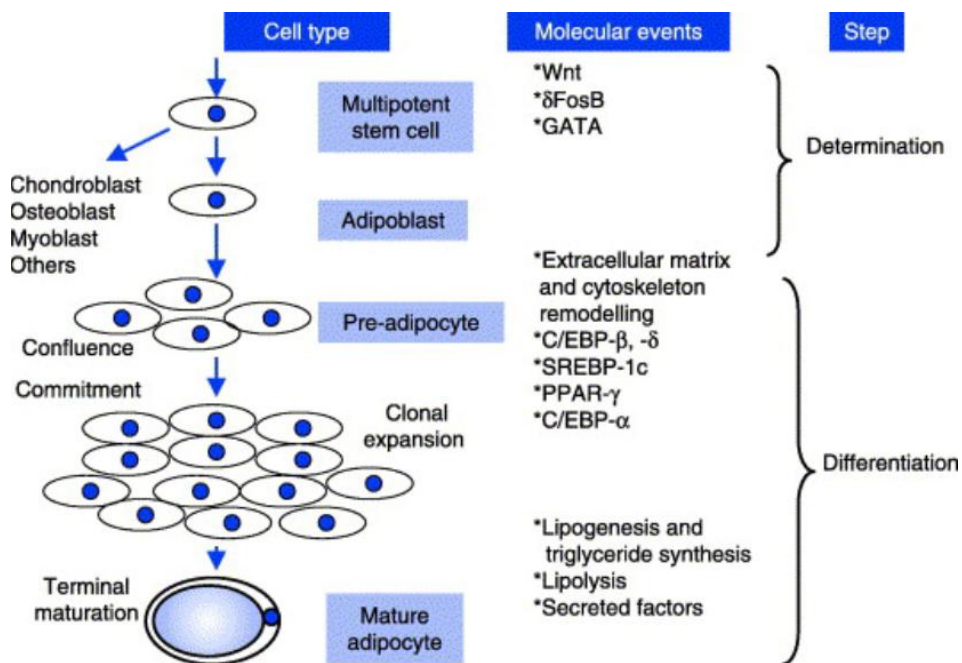 Cell type
Molecular events
Step
Multipotent
stem cell
*Wnt
*δFosB
*GATA
Determination
Chondroblast
Osteoblast
Myoblast
Others
Adipoblast
*Extracellular matrix
and cytoskeleton
remodelling
*C/EBP-β, -δ
*SREBP-1c
*PPAR-γ
*C/EBP-α
Pre-adipocyte
Confluence
Commitment
Clonal
expansion
Differentiation
*Lipogenesis and
triglyceride synthesis
*Lipolysis
*Secreted factors
Terminal
maturation
Mature
adipocyte